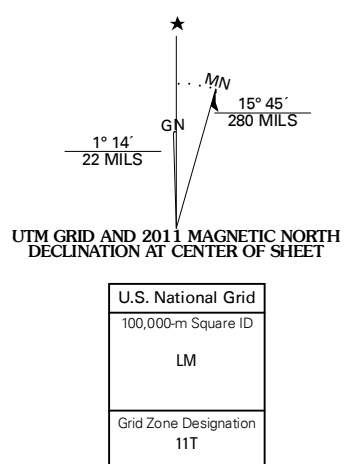 MN
15° 45´
280 MILS
GN
1° 14´
22 MILS
UTM GRID AND 2011 MAGNETIC NORTH
DECLINATION AT CENTER OF SHEET
U.S. National Grid
100,000-m Square ID
LM
Grid Zone Designation
11T